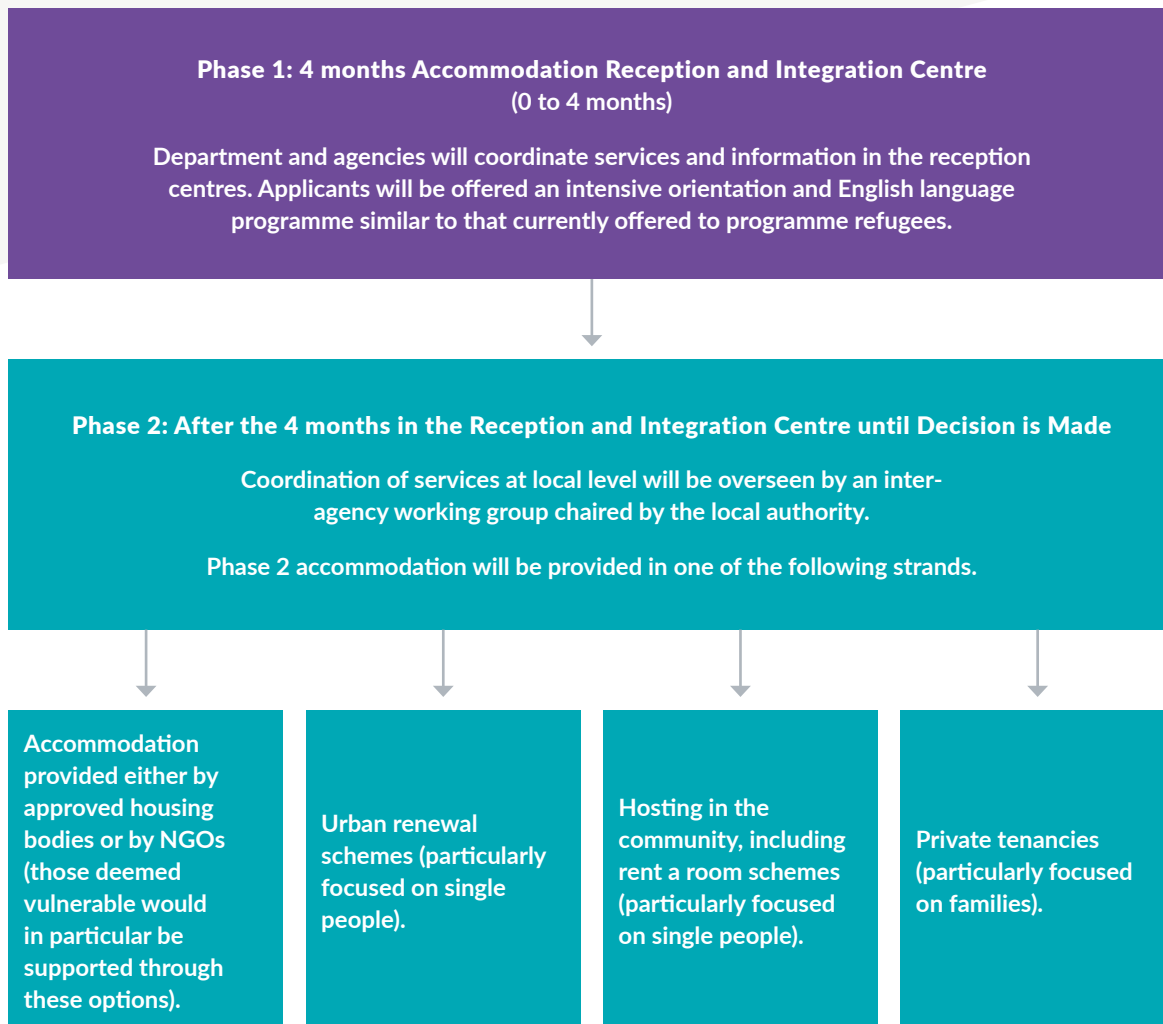 Phase 1: 4 months Accommodation Reception and Integration Centre
(0 to 4 months)
Department and agencies will coordinate services and information in the reception
centres. Applicants will be offered an intensive orientation and English language
programme similar to that currently offered to programme refugees.
Phase 2: After the 4 months in the Reception and Integration Centre until Decision is Made
Coordination of services at local level will be overseen by an inter-
agency working group chaired by the local authority.
Phase 2 accommodation will be provided in one of the following strands.
Accommodation
provided either by
approved housing
bodies or by NGOs
(those deemed
vulnerable would
in particular be
supported through
these options).
Urban renewal
schemes (particularly
focused on single
people).
Hosting in the
community, including
rent a room schemes
(particularly focused
on single people).
Private tenancies
(particularly focused
on families).